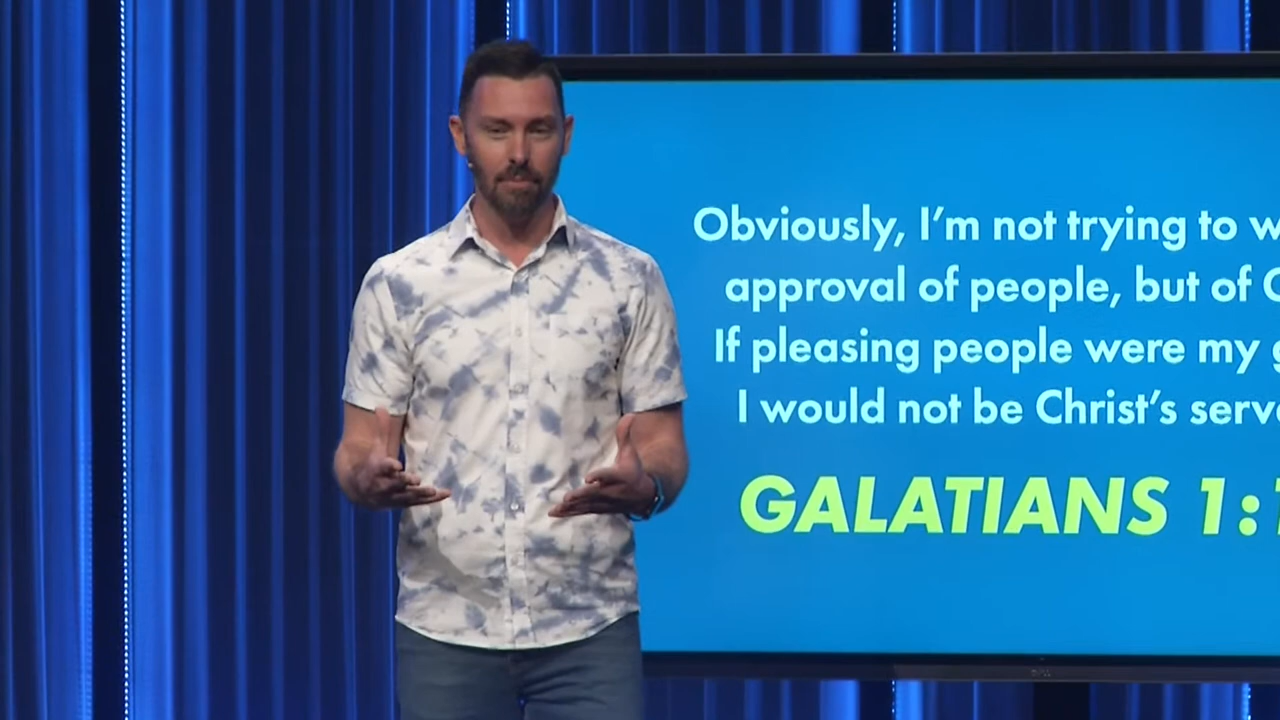 Obviously, I'm not trying to
approval of people, but of
If pleasing people were my
I would not be Christ's
GALATIANS 1: